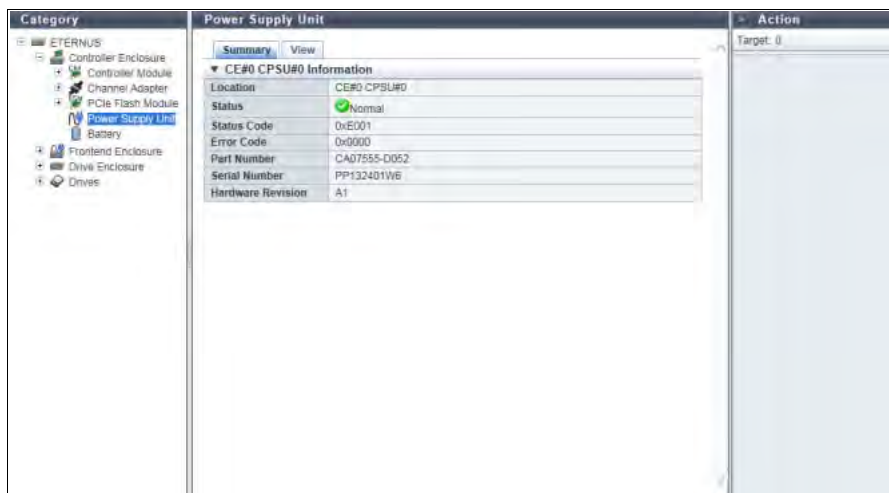 Category
ETERNUS
Controller Enclosure
Controller Module
Channel Adapter
PCIe Flash Module
Power Supply Unit
Battery
Frontend Enclosure
Drive Enclosure
Drives
Power Supply Unit
Summary View
▼ CE#0 CPSU#0 Information
Location CE#0 CPSU#0
Status Normal
Status Code 0xE001
Error Code 0x0000
Part Number CA07555-D052
Serial Number PP132401W6
Hardware Revision A1
Action
Target: 0